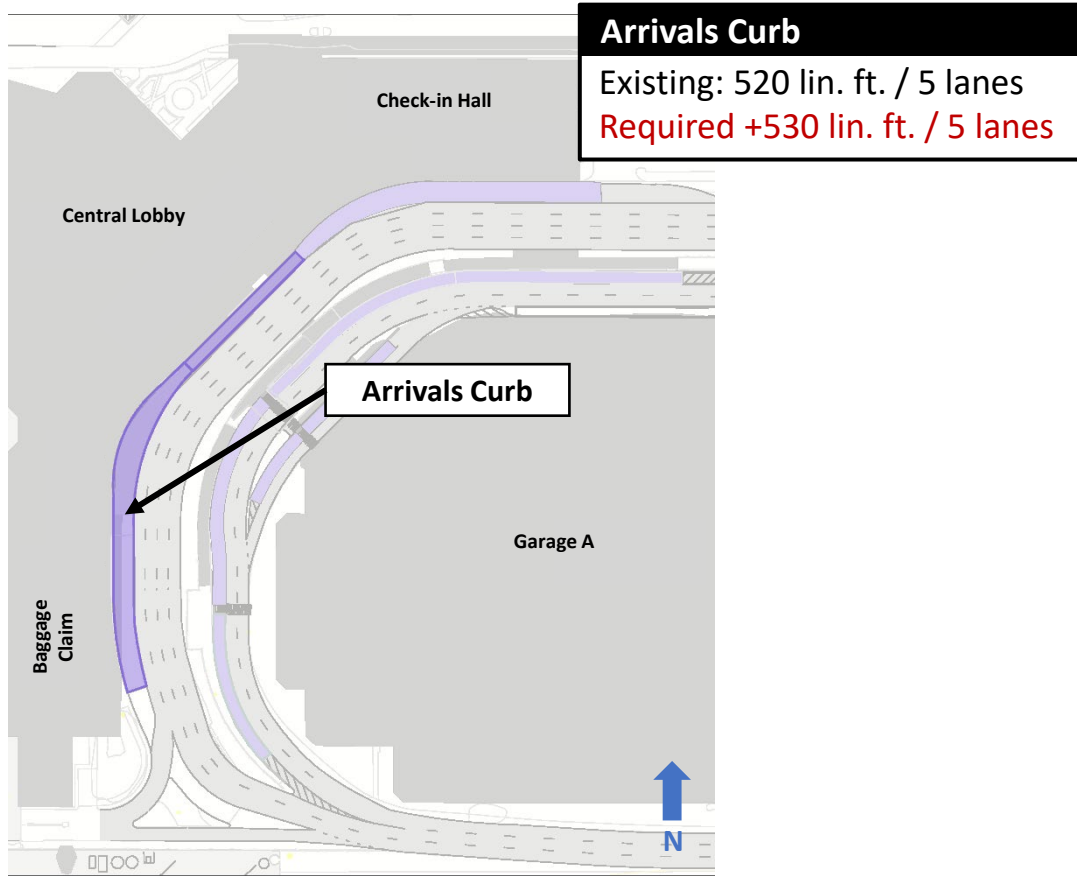 Arrivals Curb
Existing: 520 lin. ft. / 5 lanes
Required +530 lin. ft. / 5 lanes
Check-in Hall
Central Lobby
Arrivals Curb
Garage A
Baggage
Claim
N